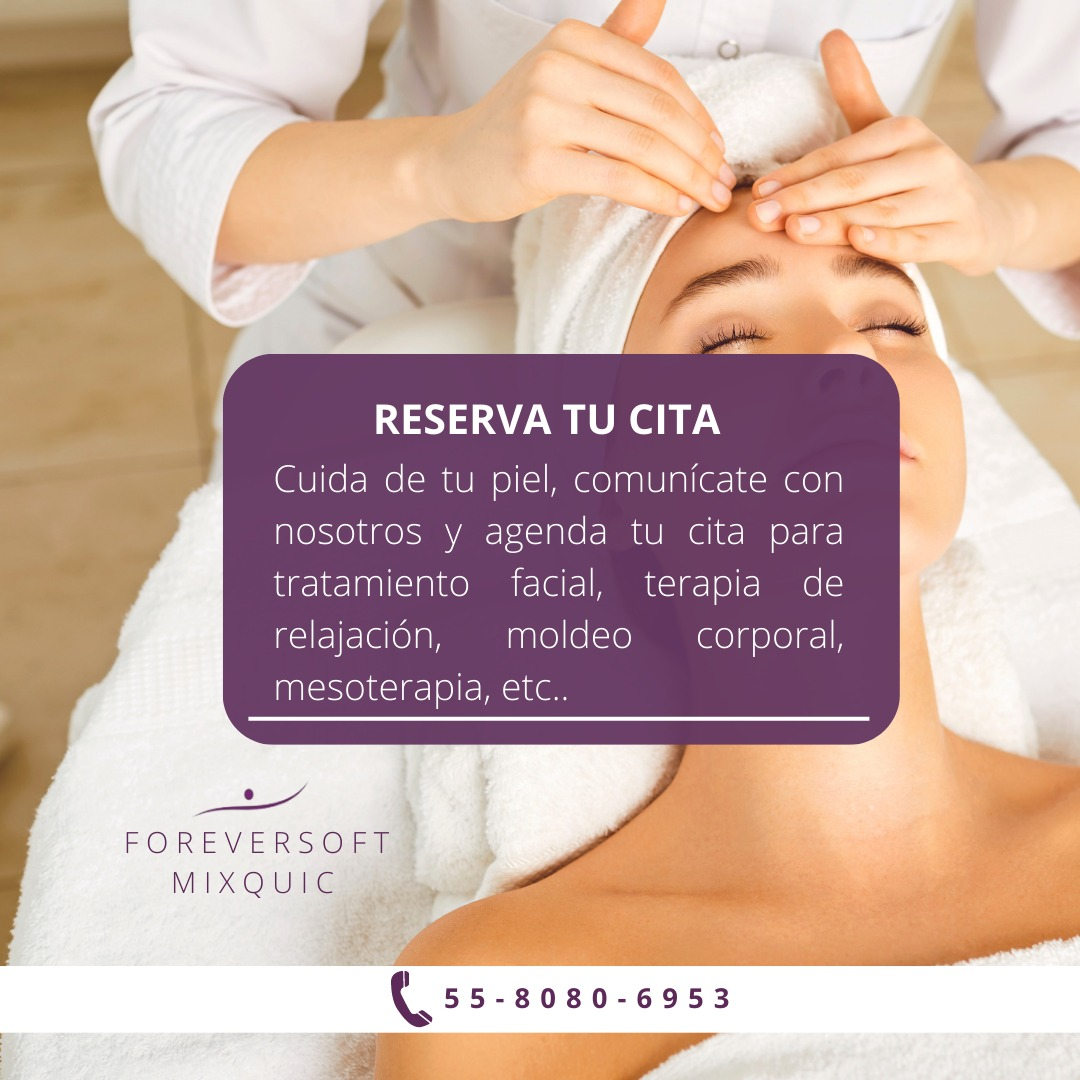 RESERVA TU CITA
Cuida de tu piel, comunícate con
nosotros y agenda tu cita para
tratamiento facial, terapia de
relajación, moldeo corporal,
mesoterapia, etc..
FOREVERSOFT
MIXQUIC
55-8080-6953